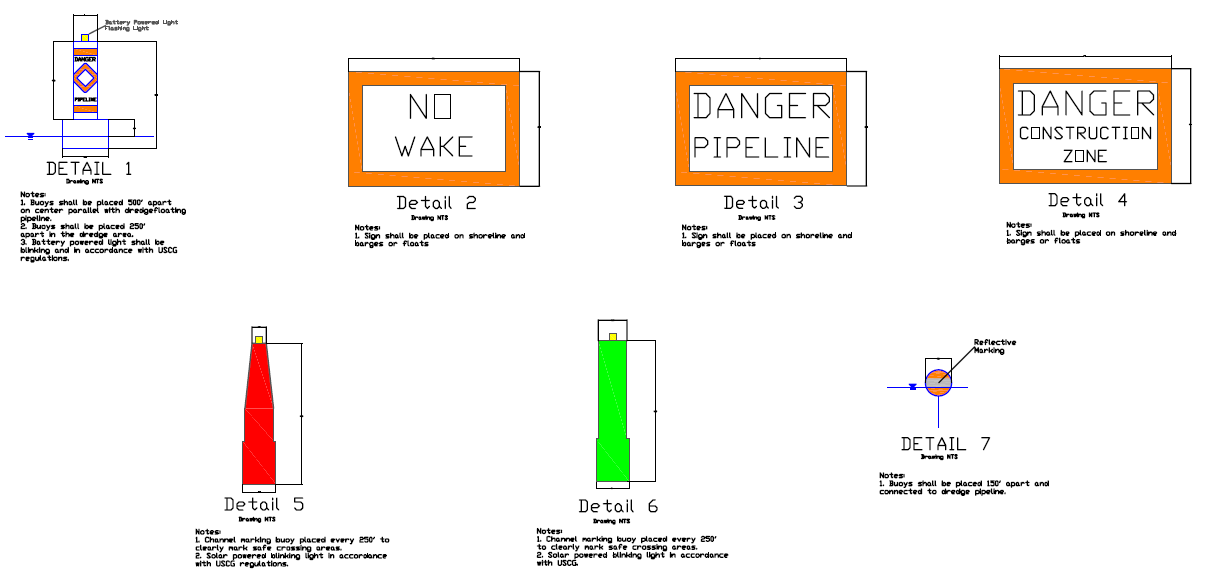 Battery Powered Light
Flashing Light
DANGER
PIPELINE
DETAIL 1
Drawing NTS
Notes:
1. Buoys shall be placed 500' apart
on center parallel with dredgefloating
pipeline.
2. Buoys shall be placed 250'
apart in the dredge area.
3. Battery powered light shall be
blinking and in accordance with USCG
regulations.
NO
WAKE
Detail 2
Drawing NTS
Notes:
1. Sign shall be placed on shoreline and
barges or floats
DANGER
PIPELINE
Detail 3
Drawing NTS
Notes:
1. Sign shall be placed on shoreline and
barges or floats
DANGER
CONSTRUCTION
ZONE
Detail 4
Drawing NTS
Notes:
1. Sign shall be placed on shoreline and
barges or floats
Detail 5
Drawing NTS
Notes:
1. Channel marking buoy placed every 250' to
clearly mark safe crossing areas.
2. Solar powered blinking light in accordance
with USCG regulations.
Detail 6
Drawing NTS
Notes:
1. Channel marking buoy placed every 250'
to clearly mark safe crossing areas.
2. Solar powered blinking light in accordance
with USCG.
Reflective
Marking
DETAIL 7
Drawing NTS
Notes:
1. Buoys shall be placed 150' apart and
connected to dredge pipeline.